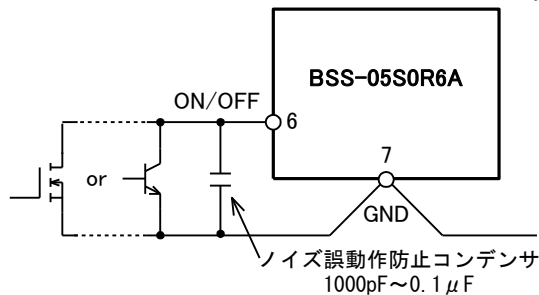 BSS-05S0R6A
ON/OFF
6
7
or
GND
ノイズ誤動作防止コンデンサ
1000pF～0.1μF